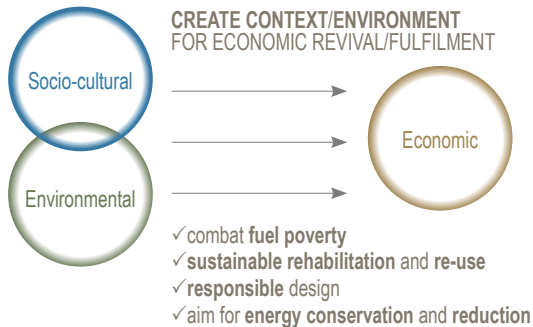 CREATE CONTEXT/ENVIRONMENT
FOR ECONOMIC REVIVAL/FULFILMENT
Socio-cultural
Economic
Environmental
✓combat fuel poverty
✓sustainable rehabilitation and re-use
✓responsible design
✓aim for energy conservation and reduction